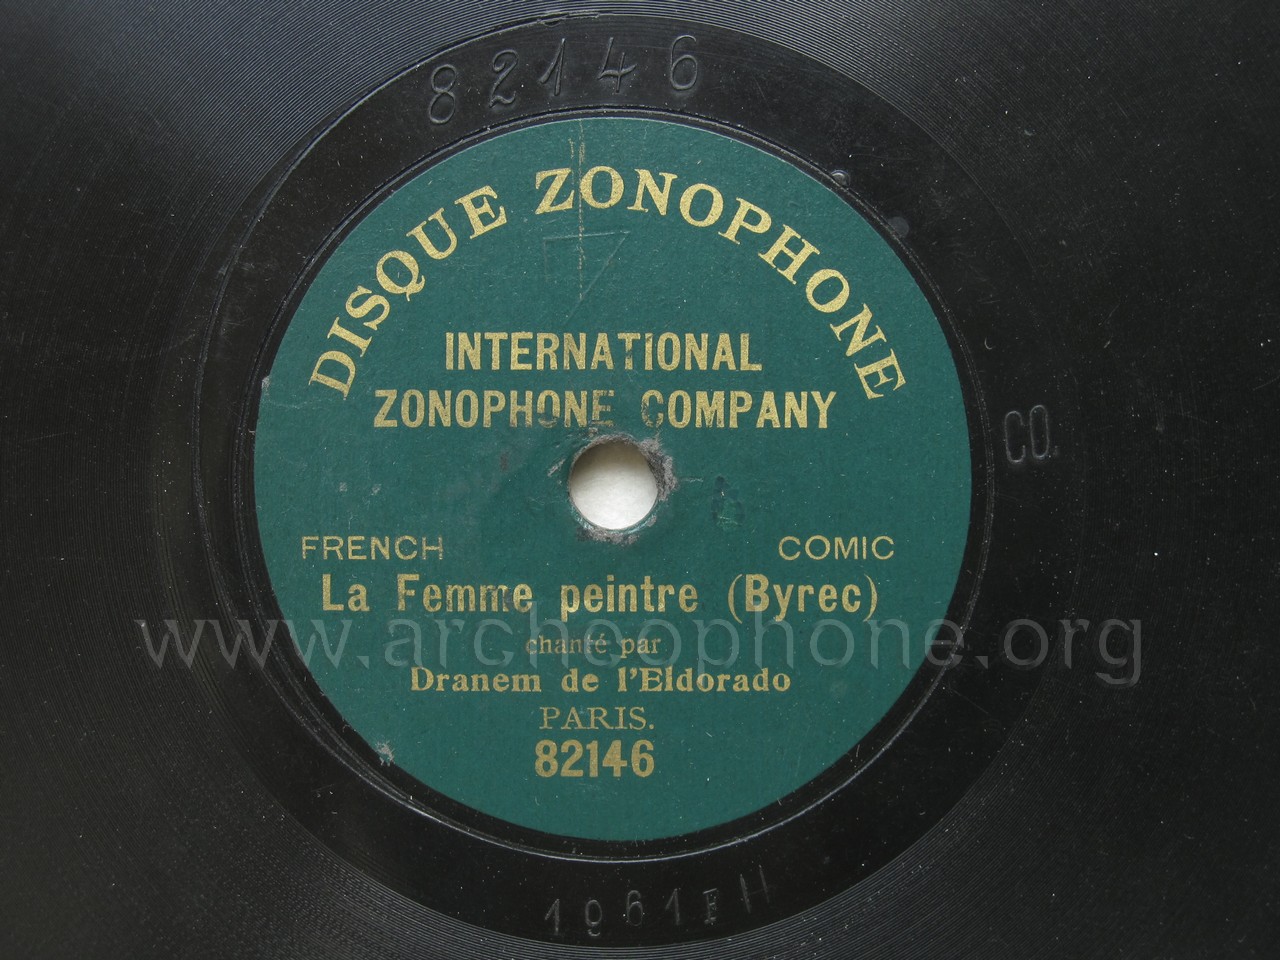 82146
DISQUE ZONOPHONE
INTERNATIONAL
ZONOPHONE COMPANY
CO.
FRENCH COMIC
La Femme peintre (Byrec)
www.archeophone.org
chanté par
Dranem de l'Eldorado
PARIS.
82146
1961F H